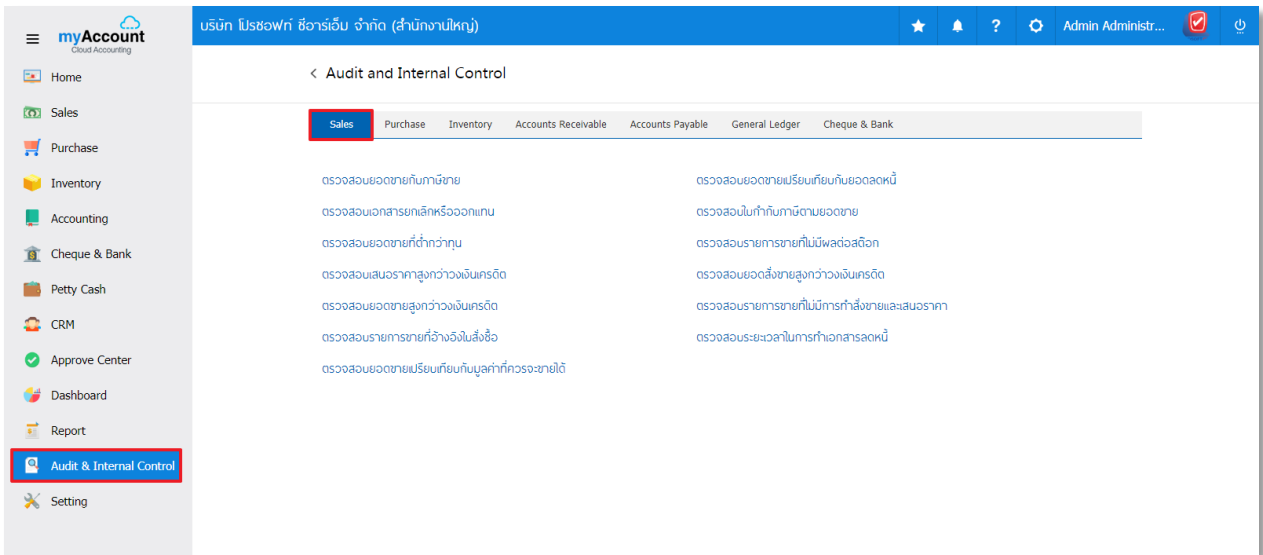 myAccount
Cloud Accounting
บริษัท โปรซอฟท์ ซีอาร์เอ็ม จำกัด (สำนักงานใหญ่)
?
Admin Administr...
Home
Sales
Purchase
Inventory
Accounting
Cheque & Bank
Petty Cash
CRM
Approve Center
Dashboard
Report
Audit & Internal Control
Setting
< Audit and Internal Control
Sales Purchase Inventory Accounts Receivable Accounts Payable General Ledger Cheque & Bank
ตรวจสอบยอดขายกับภาษีขาย
ตรวจสอบยอดขายเปรียบเทียบกับยอดลดหนี้
ตรวจสอบเอกสารยกเลิกหรือออกแทน
ตรวจสอบใบกำกับภาษีตามยอดขาย
ตรวจสอบยอดขายที่ต่ำกว่าทุน
ตรวจสอบรายการขายที่ไม่มีผลต่อสต๊อก
ตรวจสอบเสนอราคาสูงกว่าวงเงินเครดิต
ตรวจสอบยอดสั่งขายสูงกว่าวงเงินเครดิต
ตรวจสอบยอดขายสูงกว่าวงเงินเครดิต
ตรวจสอบรายการขายที่ไม่มีการทำสั่งขายและเสนอราคา
ตรวจสอบรายการขายที่อ้างอิงใบสั่งซื้อ
ตรวจสอบระยะเวลาในการทำเอกสารลดหนี้
ตรวจสอบยอดขายเปรียบเทียบกับมูลค่าที่ควรจะขายได้